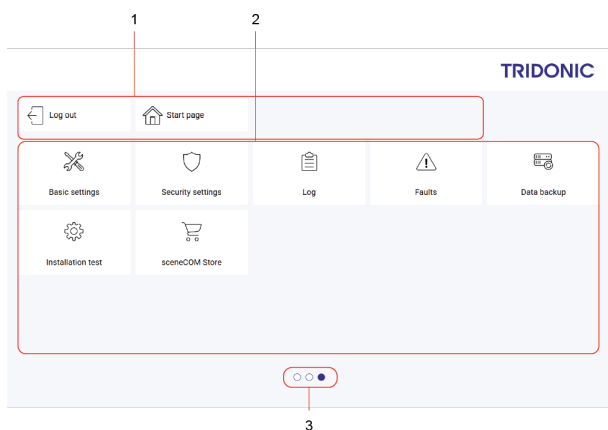 1 2
TRIDONIC
Log out Start page
Basic settings Security settings Log Faults Data backup
Installation test sceneCOM Store
3